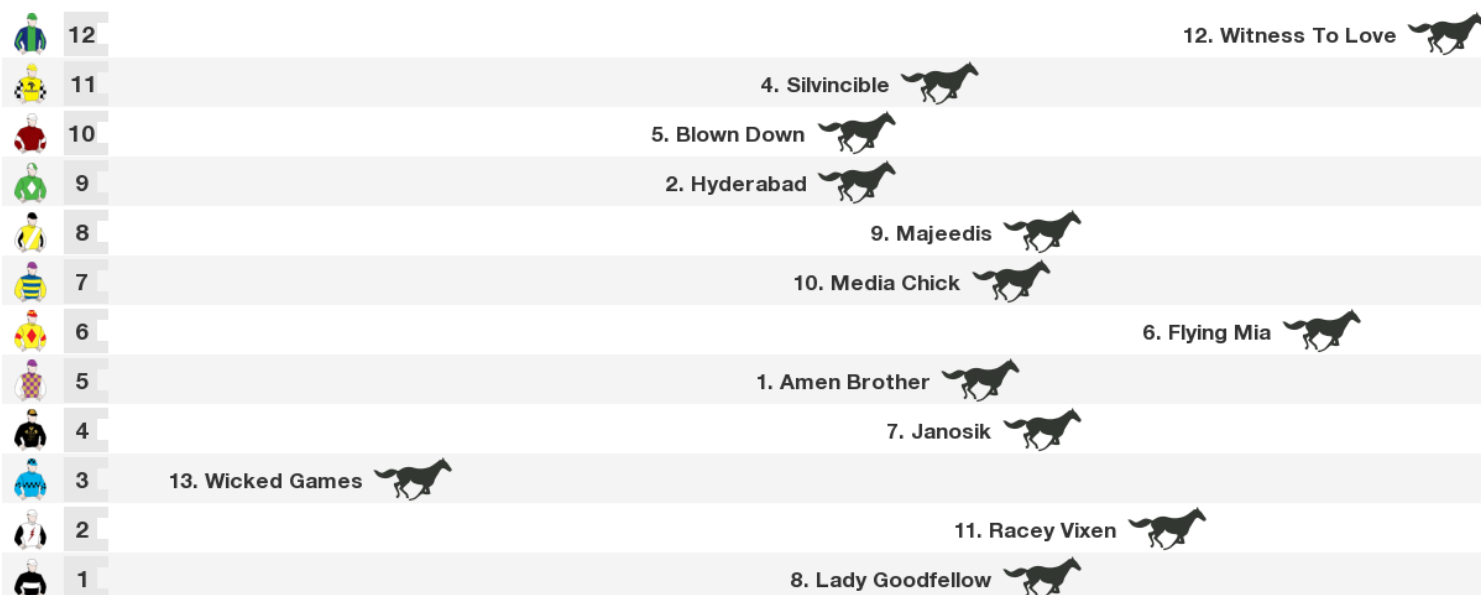 12 12. Witness To Love
11 4. Silvincible
10 5. Blown Down
9 2. Hyderabad
8 9. Majeedis
7 10. Media Chick
6 6. Flying Mia
5 1. Amen Brother
4 7. Janosik
3 13. Wicked Games
2 11. Racey Vixen
1 8. Lady Goodfellow